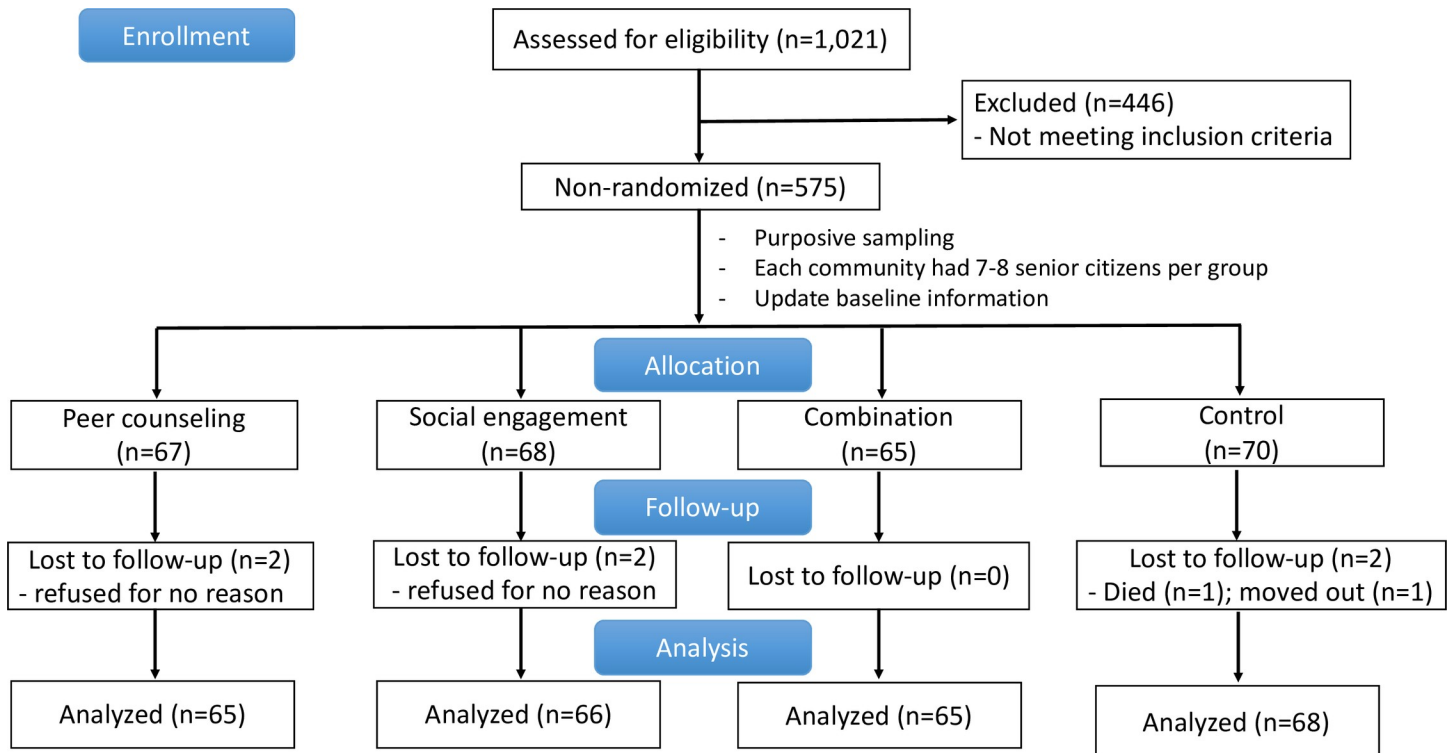 Enrollment
Assessed for eligibility (n=1,021)
Excluded (n=446)
- Not meeting inclusion criteria
Non-randomized (n=575)
- Purposive sampling
- Each community had 7-8 senior citizens per group
- Update baseline information
Allocation
Peer counseling
(n=67)
Social engagement
(n=68)
Combination
(n=65)
Control
(n=70)
Follow-up
Lost to follow-up (n=2)
- refused for no reason
Lost to follow-up (n=2)
- refused for no reason
Lost to follow-up (n=0)
Lost to follow-up (n=2)
- Died (n=1); moved out (n=1)
Analysis
Analyzed (n=65)
Analyzed (n=66)
Analyzed (n=65)
Analyzed (n=68)